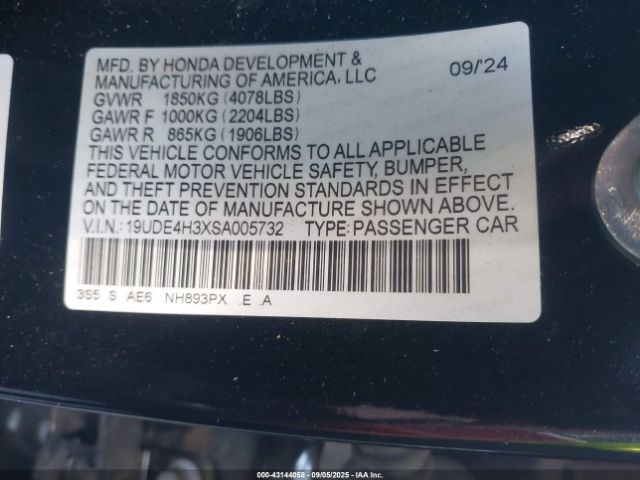 MFD. BY HONDA DEVELOPMENT &
MANUFACTURING OF AMERICA, LLC 09/'24
GVWR 1850KG (4078LBS)
GAWR F 1000KG (2204LBS)
GAWR R 865KG (1906LBS)
THIS VEHICLE CONFORMS TO ALL APPLICABLE
FEDERAL MOTOR VEHICLE SAFETY, BUMPER,
AND THEFT PREVENTION STANDARDS IN EFFECT
ON THE DATE OF MANUFACTURE SHOWN ABOVE.
V.I.N.: 19UDE4H3XSA005732 TYPE: PASSENGER CAR
3S5 S AE6 NH893PX .E .A
000-43144058 - 09/05/2025 - IAA Inc.